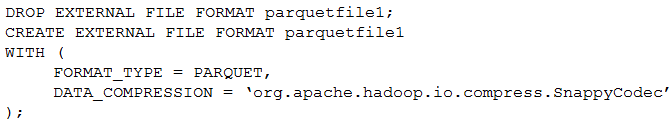 DROP EXTERNAL FILE FORMAT parquetfile1;
CREATE EXTERNAL FILE FORMAT parquetfile1
WITH (
     FORMAT_TYPE = PARQUET,
     DATA_COMPRESSION = ‘org.apache.hadoop.io.compress.SnappyCodec’
);